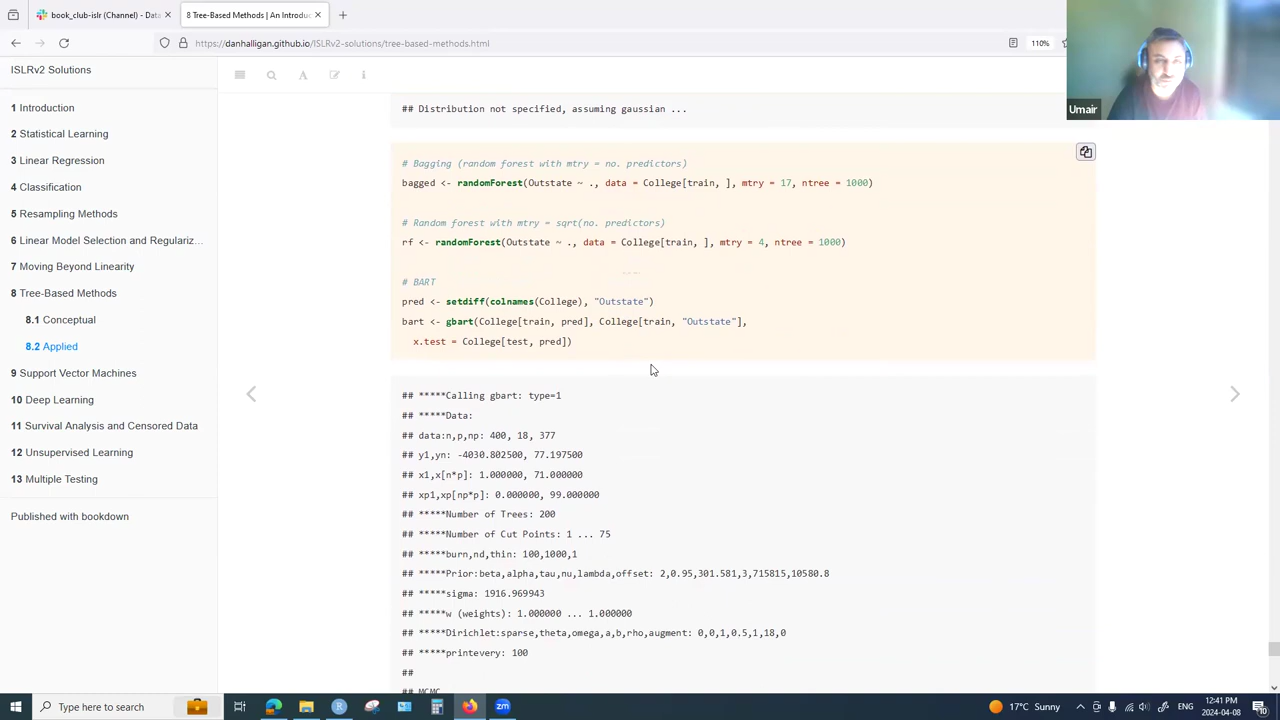 book_club-islr (Channel) - Dat
8 Tree-Based Methods | An Introdu
https://danhalligan.github.io/ISLRv2-solutions/tree-based-methods.html
110%
Umair
ISLRv2 Solutions
1 Introduction
2 Statistical Learning
3 Linear Regression
4 Classification
5 Resampling Methods
6 Linear Model Selection and Regulariz...
7 Moving Beyond Linearity
8 Tree-Based Methods
8.1 Conceptual
8.2 Applied
9 Support Vector Machines
10 Deep Learning
11 Survival Analysis and Censored Data
12 Unsupervised Learning
13 Multiple Testing
Published with bookdown
## Distribution not specified, assuming gaussian ...
# Bagging (random forest with mtry = no. predictors)
bagged <- randomForest(Outstate ~ ., data = College[train, ], mtry = 17, ntree = 1000)
# Random forest with mtry = sqrt(no. predictors)
rf <- randomForest(Outstate ~ ., data = College[train, ], mtry = 4, ntree = 1000)
# BART
pred <- setdiff(colnames(College), "Outstate")
bart <- gbart(College[train, pred], College[train, "Outstate"],
x.test = College[test, pred])
## *****Calling gbart: type=1
## *****Data:
## data:n,p,np: 400, 18, 377
## y1,yn: -4030.802500, 77.197500
## x1,x[n*p]: 1.000000, 71.000000
## xp1,xp[np*p]: 0.000000, 99.000000
## *****Number of Trees: 200
## *****Number of Cut Points: 1 ... 75
## *****burn,nd,thin: 100,1000,1
## *****Prior:beta,alpha,tau,nu,lambda,offset: 2,0.95,301.581,3,715815,10580.8
## *****sigma: 1916.969943
## *****w (weights): 1.000000 ... 1.000000
## *****Dirichlet:sparse,theta,omega,a,b,rho,augment: 0,0,1,0.5,1,18,0
## *****printevery: 100
##
## MCMC
Type here to search
17°C Sunny
12:41 PM
2024-04-08